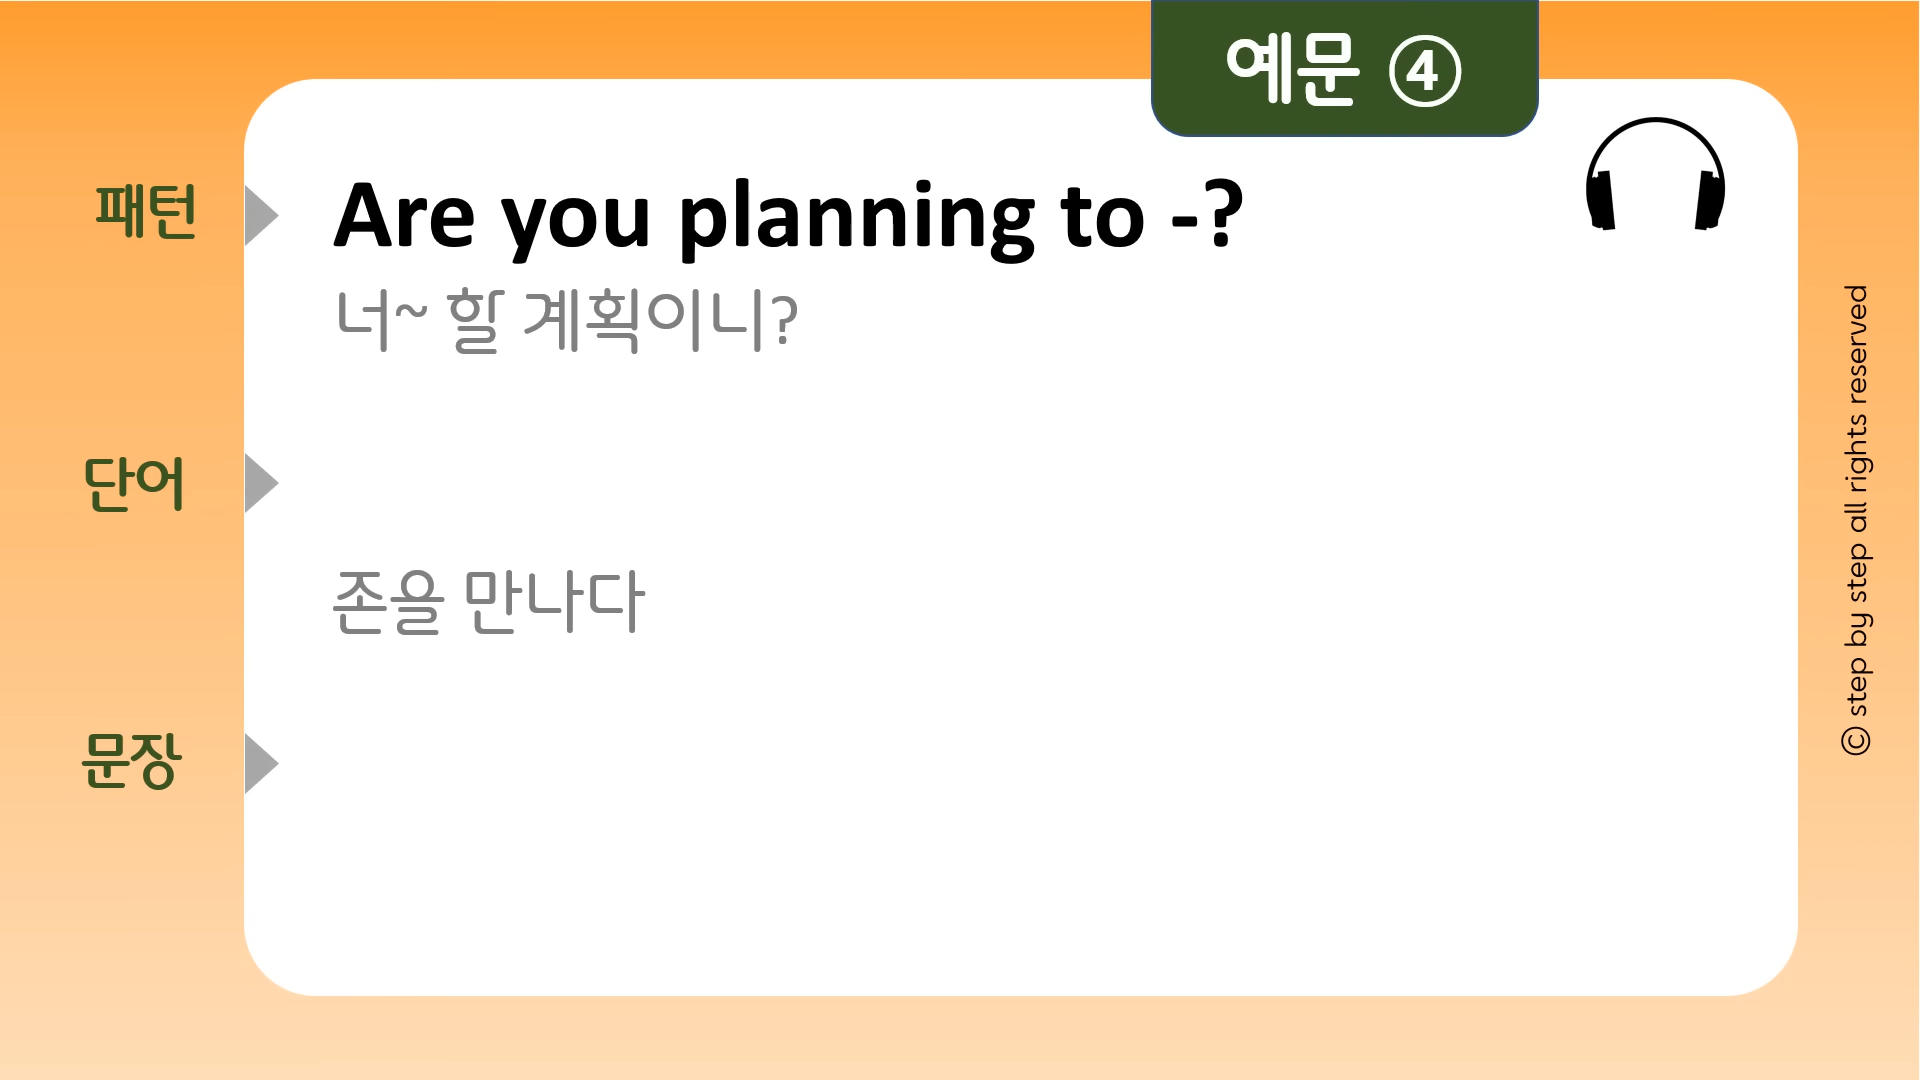 예문 ④
패턴
Are you planning to -?
너~ 할 계획이니?
단어
존을 만나다
문장
© step by step all rights reserved